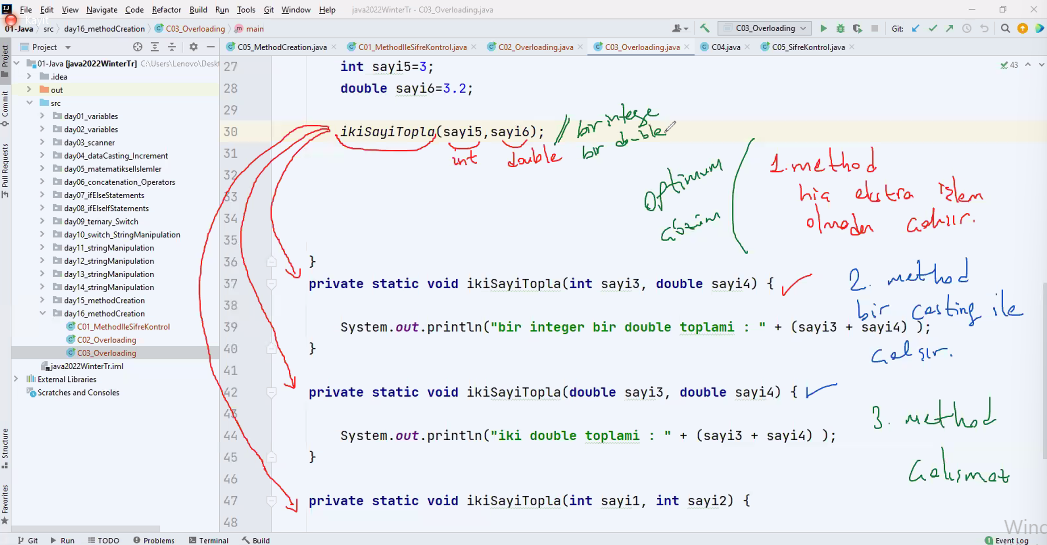 File Edit View Navigate Code Refactor Build Run Tools Git Window Help java2022WinterTr - C03_Overloading.java
01-Java src day16_methodCreation C03_Overloading main C03_Overloading Git:
Project C05_MethodCreation.java C01_MethodIleSifreKontrol.java C02_Overloading.java C03_Overloading.java C04.java C05_SifreKontrol.java
Project
Commit
Pull Requests
Structure
Favorites
01-Java [java2022WinterTr] C:\Users\Lenovo\Deskt
.idea
out
src
day01_variables
day02_variables
day03_scanner
day04_dataCasting_Increment
day05_matematiksellslemler
day06_concatenation_Operators
day07_ifElseStatements
day08_ifElseIfStatements
day09_ternary_Switch
day10_switch_StringManipulation
day11_stringManipulation
day12_stringManipulation
day13_stringManipulation
day14_stringManipulation
day15_methodCreation
day16_methodCreation
C01_MethodIleSifreKontrol
C02_Overloading
C03_Overloading
java2022WinterTr.iml
External Libraries
Scratches and Consoles
43
27 int sayi5=3;
28 double sayi6=3.2;
29
30 ikiSayiTopla(sayi5,sayi6); // bir intege
bir double
int double
31
32
33
34
35
36 }
37 private static void ikiSayiTopla(int sayi3, double sayi4) {
38
39 System.out.println("bir integer bir double toplami : " + (sayi3 + sayi4) );
40 }
41
42 private static void ikiSayiTopla(double sayi3, double sayi4) {
43
44 System.out.println("iki double toplami : " + (sayi3 + sayi4) );
45 }
46
47 private static void ikiSayiTopla(int sayi1, int sayi2) {
48
Optimum
cozum
1. method
hic ekstra islem
olmadan calisir.
2. method
bir casting ile
calisir.
3. method
calismaz
Git Run TODO Problems Terminal Build Event Log
Wind